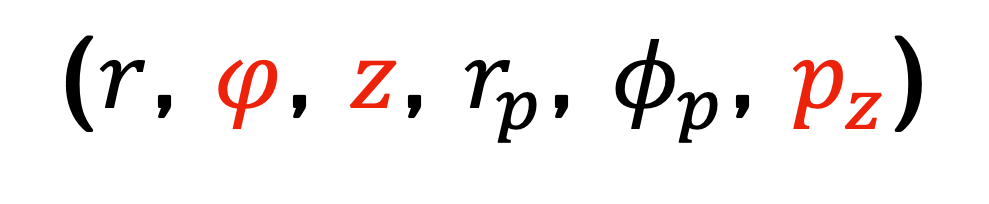 (r, φ, z, r_p, ϕ_p, p_z)